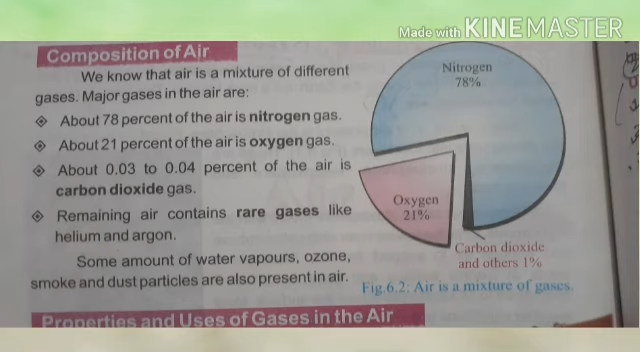 Made with KINEMASTER
Composition of Air
We know that air is a mixture of different
gases. Major gases in the air are:
About 78 percent of the air is nitrogen gas.
About 21 percent of the air is oxygen gas.
About 0.03 to 0.04 percent of the air is
carbon dioxide gas.
Remaining air contains rare gases like
helium and argon.
Some amount of water vapours, ozone,
smoke and dust particles are also present in air.
Nitrogen
78%
Oxygen
21%
Carbon dioxide
and others 1%
Fig.6.2: Air is a mixture of gases.
Properties and Uses of Gases in the Air